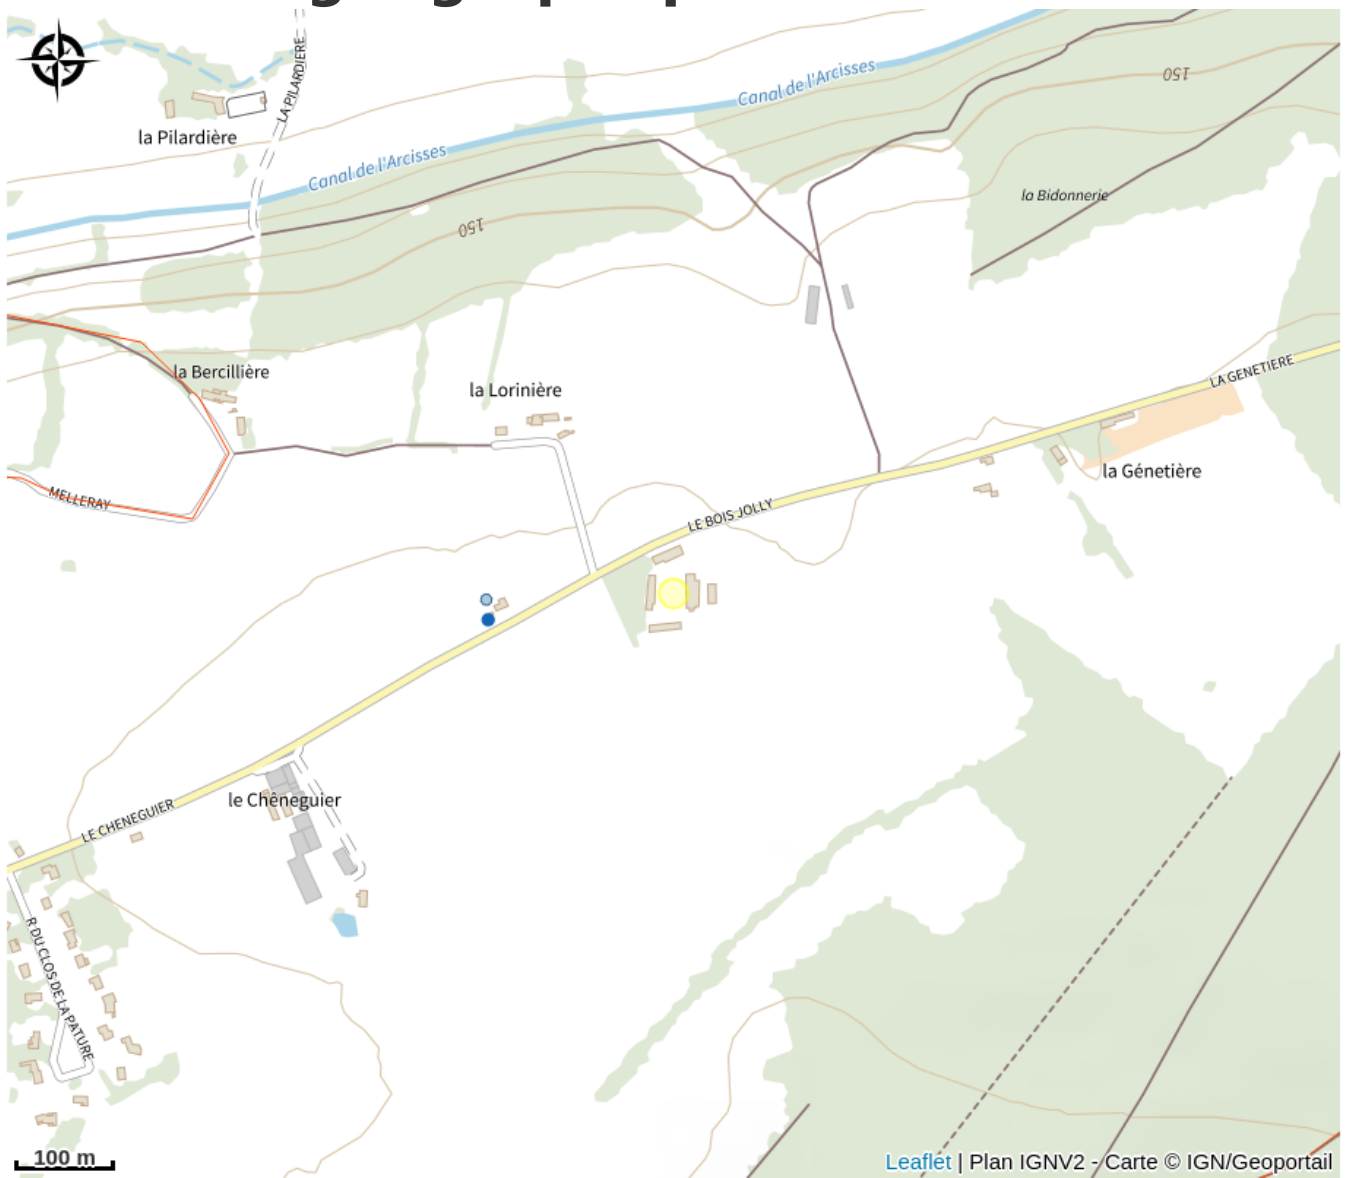 LA PILARDIERE
la Pilardière
Canal de l'Arcisses
Canal de l'Arcisses
150
150
la Bidonnerie
la Bercillière
la Lorinière
LA GENETIERE
la Génetière
MELLERAY
LE BOIS JOLLY
le Chêneguier
LE CHENEGUIER
R DU CLOS DE LA PATURE
100 m
Leaflet | Plan IGNV2 - Carte © IGN/Geoportail